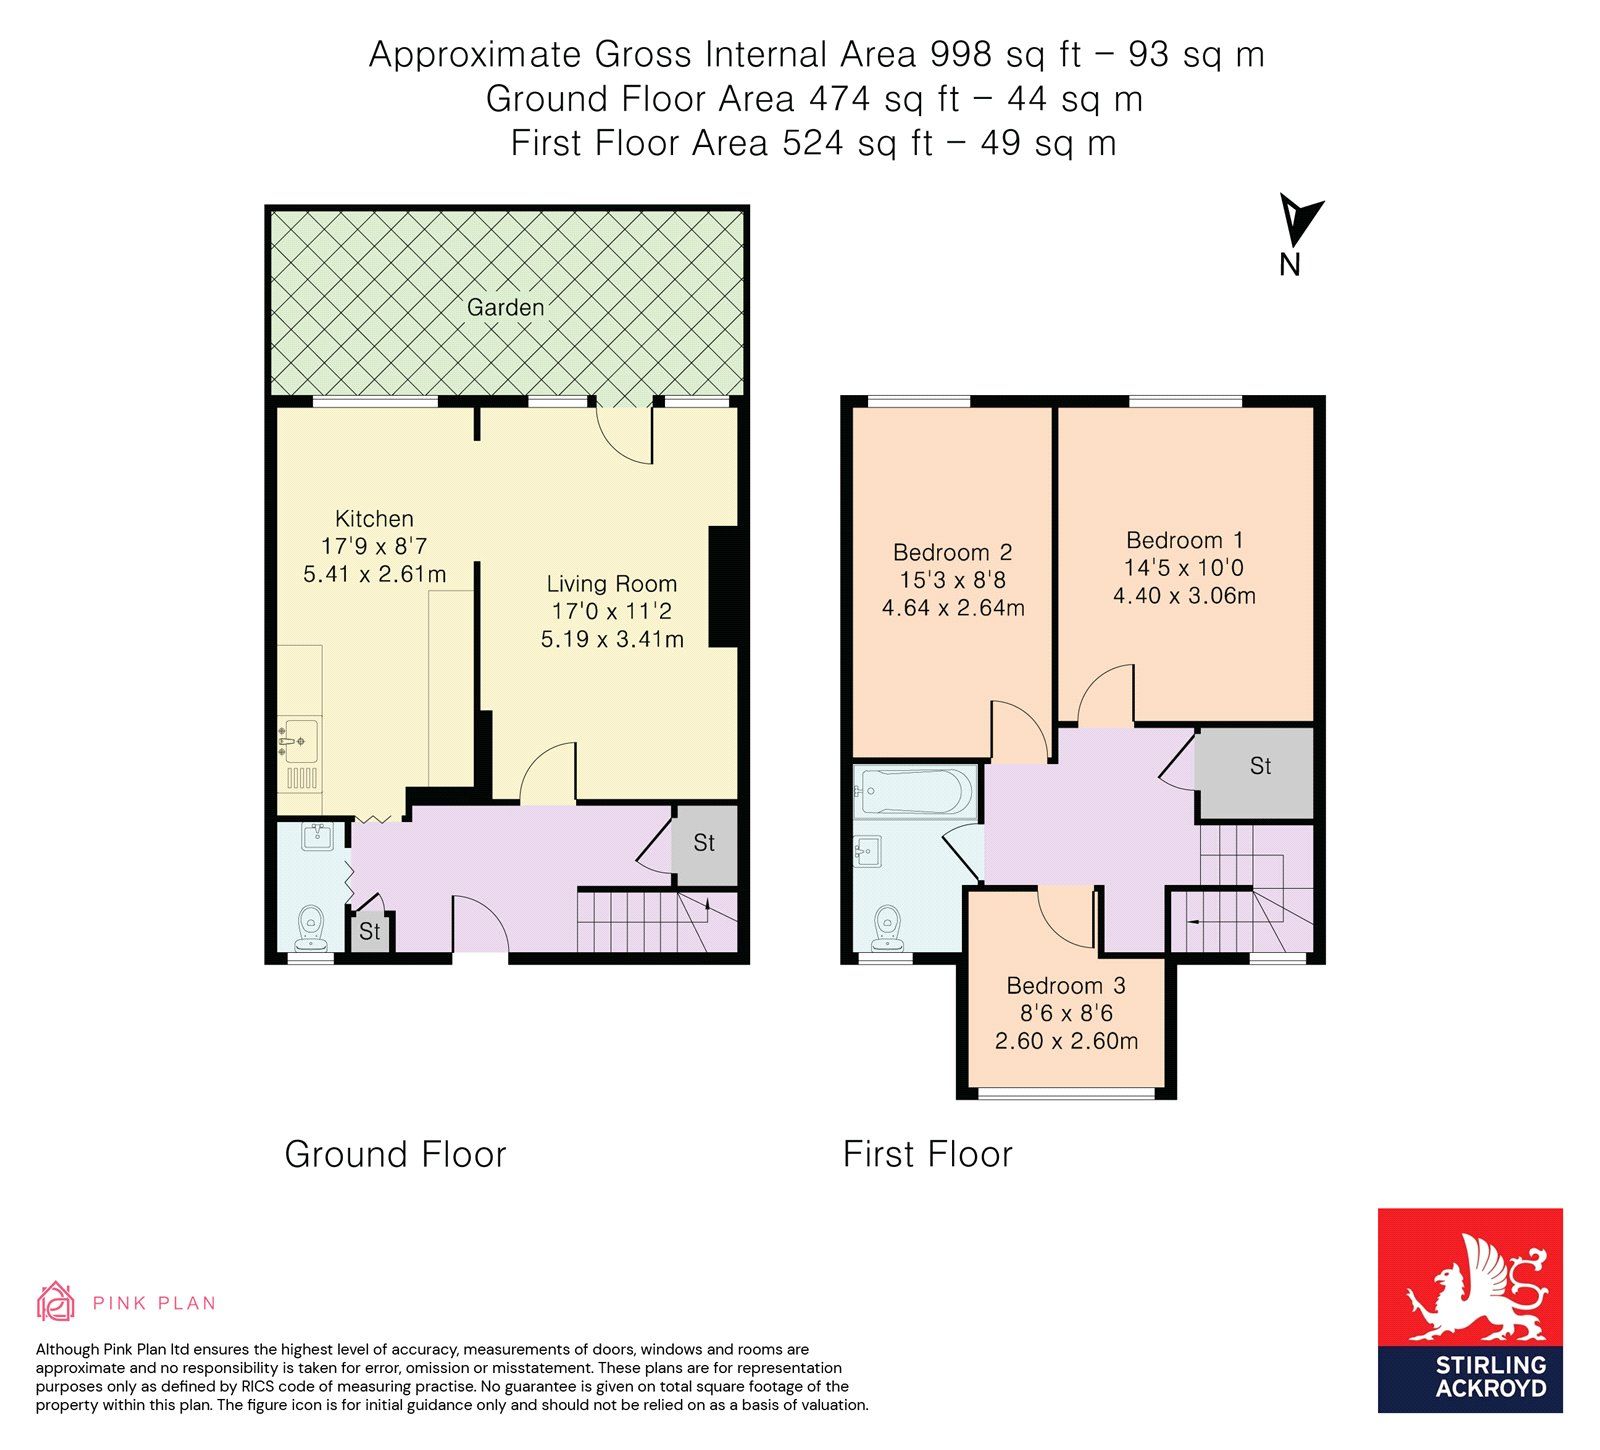 Approximate Gross Internal Area 998 sq ft – 93 sq m
Ground Floor Area 474 sq ft – 44 sq m
First Floor Area 524 sq ft – 49 sq m
N
Garden
Kitchen
17'9 x 8'7
5.41 x 2.61m
Living Room
17'0 x 11'2
5.19 x 3.41m
St
St
Bedroom 2
15'3 x 8'8
4.64 x 2.64m
Bedroom 1
14'5 x 10'0
4.40 x 3.06m
St
Bedroom 3
8'6 x 8'6
2.60 x 2.60m
Ground Floor
First Floor
PINK PLAN
Although Pink Plan ltd ensures the highest level of accuracy, measurements of doors, windows and rooms are
approximate and no responsibility is taken for error, omission or misstatement. These plans are for representation
purposes only as defined by RICS code of measuring practise. No guarantee is given on total square footage of the
property within this plan. The figure icon is for initial guidance only and should not be relied on as a basis of valuation.
STIRLING
ACKROYD